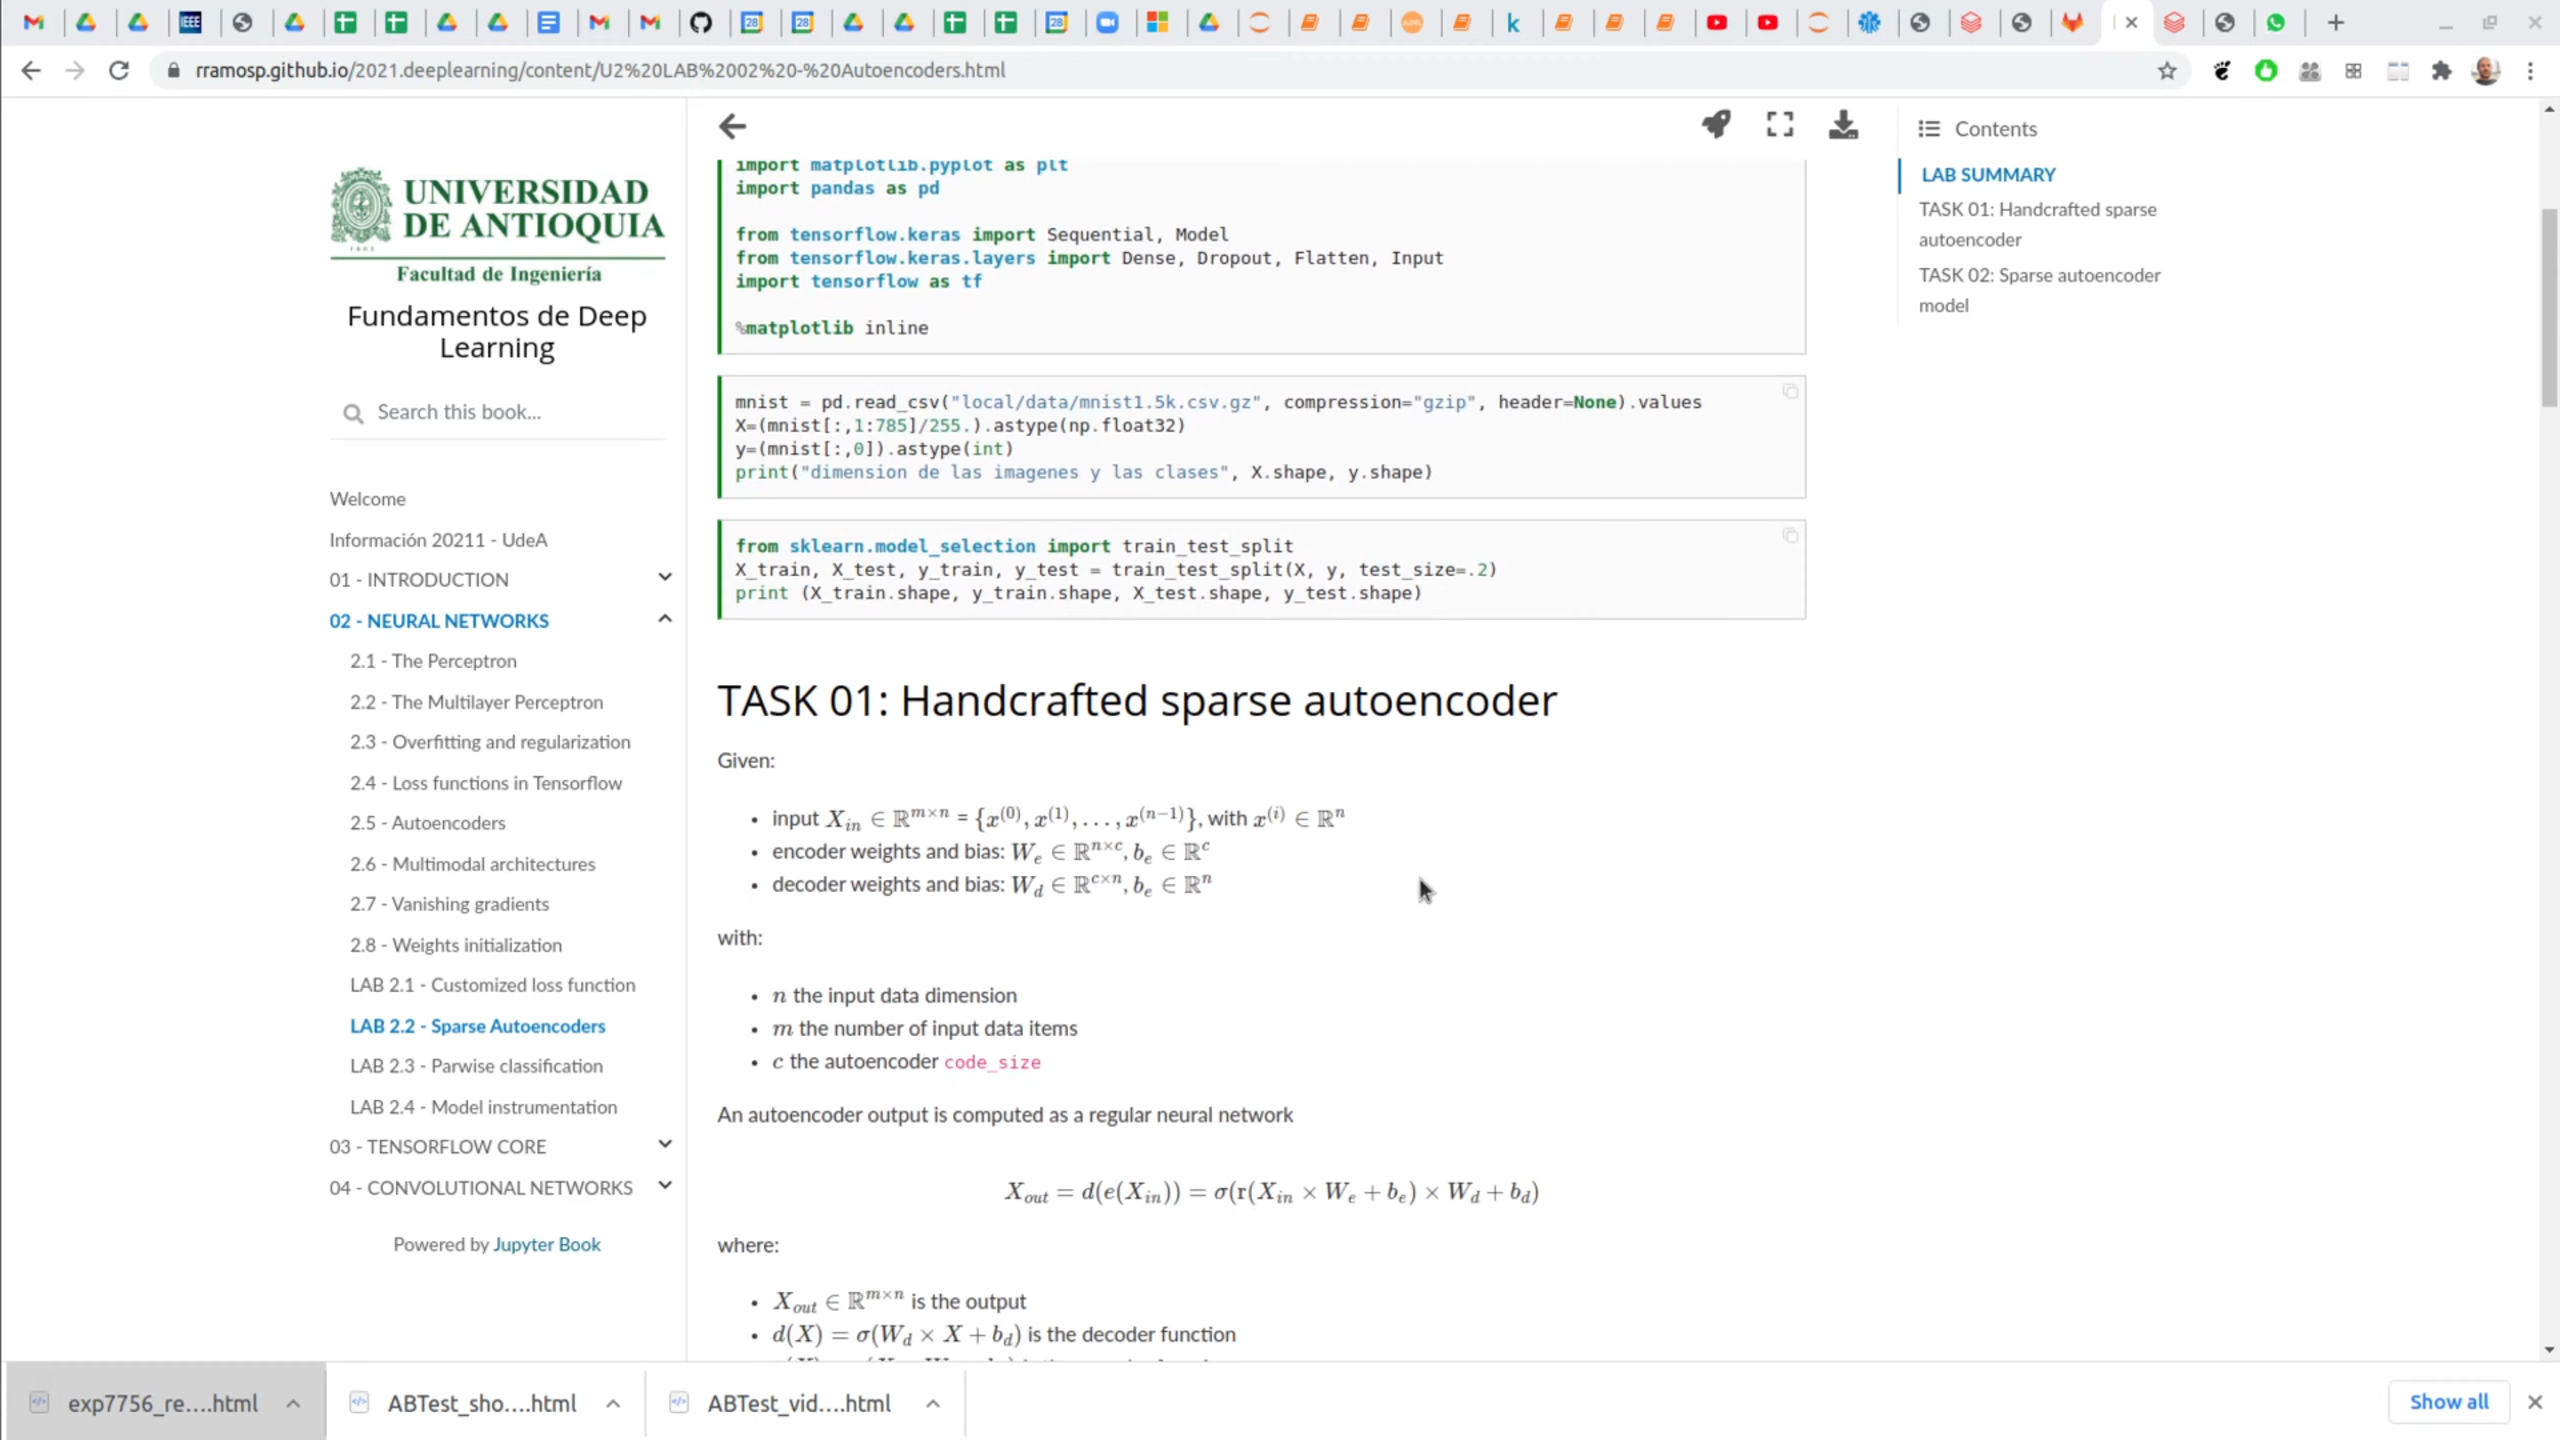 rramosp.github.io/2021.deeplearning/content/U2%20LAB%2002%20-%20Autoencoders.html
UNIVERSIDAD
DE ANTIOQUIA
1803
Facultad de Ingeniería
Fundamentos de Deep
Learning
Search this book...
Welcome
Información 20211 - UdeA
01 - INTRODUCTION
02 - NEURAL NETWORKS
2.1 - The Perceptron
2.2 - The Multilayer Perceptron
2.3 - Overfitting and regularization
2.4 - Loss functions in Tensorflow
2.5 - Autoencoders
2.6 - Multimodal architectures
2.7 - Vanishing gradients
2.8 - Weights initialization
LAB 2.1 - Customized loss function
LAB 2.2 - Sparse Autoencoders
LAB 2.3 - Parwise classification
LAB 2.4 - Model instrumentation
03 - TENSORFLOW CORE
04 - CONVOLUTIONAL NETWORKS
Powered by Jupyter Book
import matplotlib.pyplot as plt
import pandas as pd
from tensorflow.keras import Sequential, Model
from tensorflow.keras.layers import Dense, Dropout, Flatten, Input
import tensorflow as tf
%matplotlib inline
mnist = pd.read_csv("local/data/mnist1.5k.csv.gz", compression="gzip", header=None).values
X=(mnist[:,1:785]/255.).astype(np.float32)
y=(mnist[:,0]).astype(int)
print("dimension de las imagenes y las clases", X.shape, y.shape)
from sklearn.model_selection import train_test_split
X_train, X_test, y_train, y_test = train_test_split(X, y, test_size=.2)
print (X_train.shape, y_train.shape, X_test.shape, y_test.shape)
TASK 01: Handcrafted sparse autoencoder
Given:
• input X_in ∈ ℝ^{m×n} = {x^(0), x^(1), ..., x^(n−1)}, with x^(i) ∈ ℝ^n
• encoder weights and bias: W_e ∈ ℝ^{n×c}, b_e ∈ ℝ^c
• decoder weights and bias: W_d ∈ ℝ^{c×n}, b_e ∈ ℝ^n
with:
• n the input data dimension
• m the number of input data items
• c the autoencoder code_size
An autoencoder output is computed as a regular neural network
X_out = d(e(X_in)) = σ(r(X_in × W_e + b_e) × W_d + b_d)
where:
• X_out ∈ ℝ^{m×n} is the output
• d(X) = σ(W_d × X + b_d) is the decoder function
Contents
LAB SUMMARY
TASK 01: Handcrafted sparse
autoencoder
TASK 02: Sparse autoencoder
model
exp7756_re....html
ABTest_sho....html
ABTest_vid....html
Show all